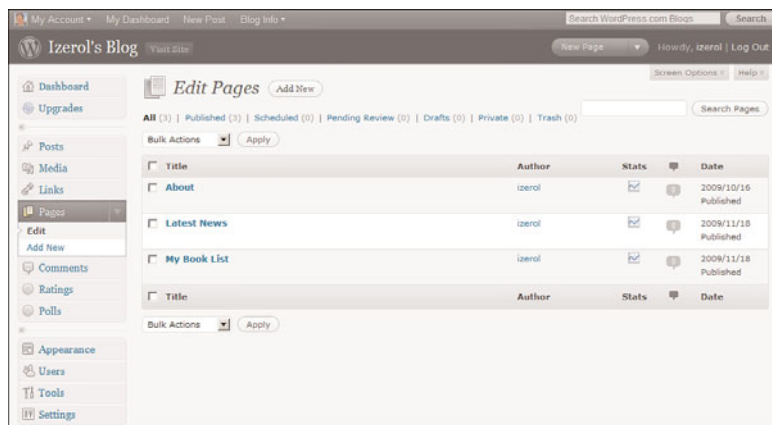 My Account My Dashboard New Post Blog Info Search WordPress.com Blogs Search
Izerol's Blog Visit Site New Page Howdy, izerol | Log Out
Screen Options Help
Dashboard
Upgrades
Posts
Media
Links
Pages
Edit
Add New
Comments
Ratings
Polls
Appearance
Users
Tools
Settings
Edit Pages Add New
Search Pages
All (3) | Published (3) | Scheduled (0) | Pending Review (0) | Drafts (0) | Private (0) | Trash (0)
Bulk Actions Apply
Title Author Stats Date
About izerol 2009/10/16
Published
Latest News izerol 2009/11/18
Published
My Book List izerol 2009/11/18
Published
Title Author Stats Date
Bulk Actions Apply